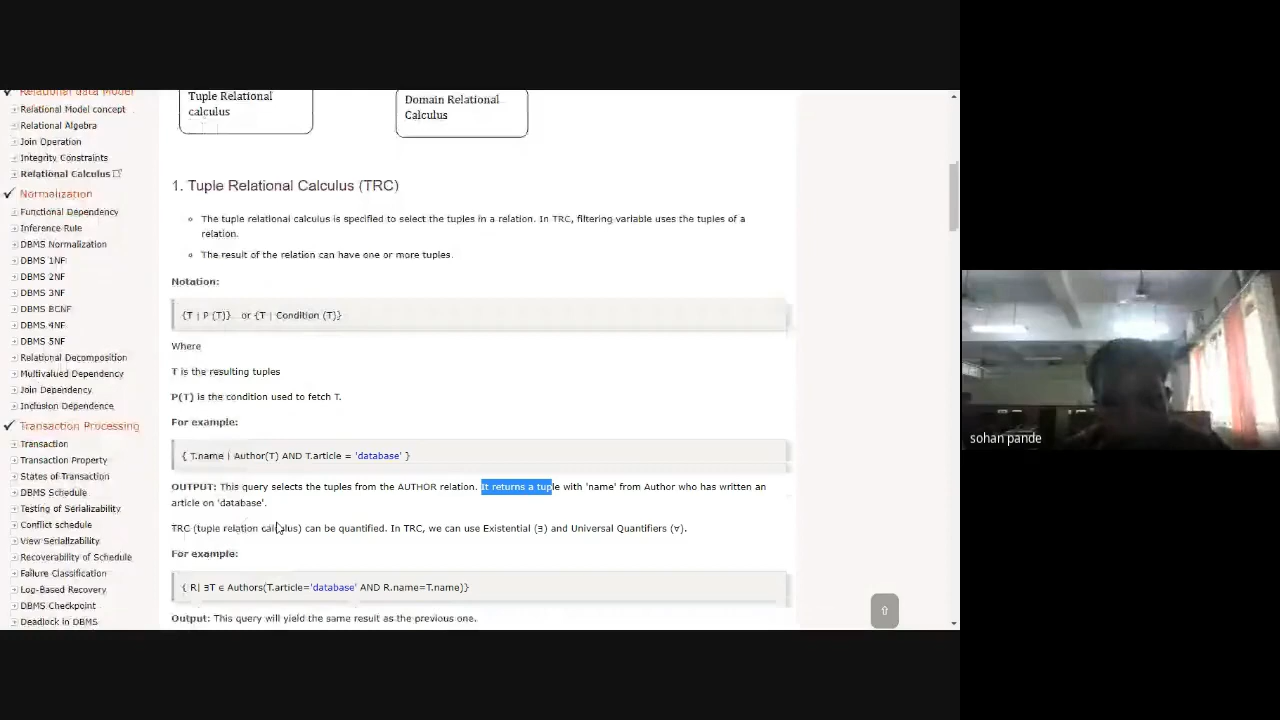 Relational data Model
Relational Model concept
Relational Algebra
Join Operation
Integrity Constraints
Relational Calculus
Normalization
Functional Dependency
Inference Rule
DBMS Normalization
DBMS 1NF
DBMS 2NF
DBMS 3NF
DBMS BCNF
DBMS 4NF
DBMS 5NF
Relational Decomposition
Multivalued Dependency
Join Dependency
Inclusion Dependence
Transaction Processing
Transaction
Transaction Property
States of Transaction
DBMS Schedule
Testing of Serializability
Conflict schedule
View Serializability
Recoverability of Schedule
Failure Classification
Log-Based Recovery
DBMS Checkpoint
Deadlock in DBMS
Tuple Relational
calculus
Domain Relational
Calculus
1. Tuple Relational Calculus (TRC)
The tuple relational calculus is specified to select the tuples in a relation. In TRC, filtering variable uses the tuples of a
relation.
The result of the relation can have one or more tuples.
Notation:
{T | P (T)} or {T | Condition (T)}
Where
T is the resulting tuples
P(T) is the condition used to fetch T.
For example:
{ T.name | Author(T) AND T.article = 'database' }
OUTPUT: This query selects the tuples from the AUTHOR relation. It returns a tuple with 'name' from Author who has written an
article on 'database'.
TRC (tuple relation calculus) can be quantified. In TRC, we can use Existential (∃) and Universal Quantifiers (∀).
For example:
{ R| ∃T ∈ Authors(T.article='database' AND R.name=T.name)}
Output: This query will yield the same result as the previous one.
sohan pande